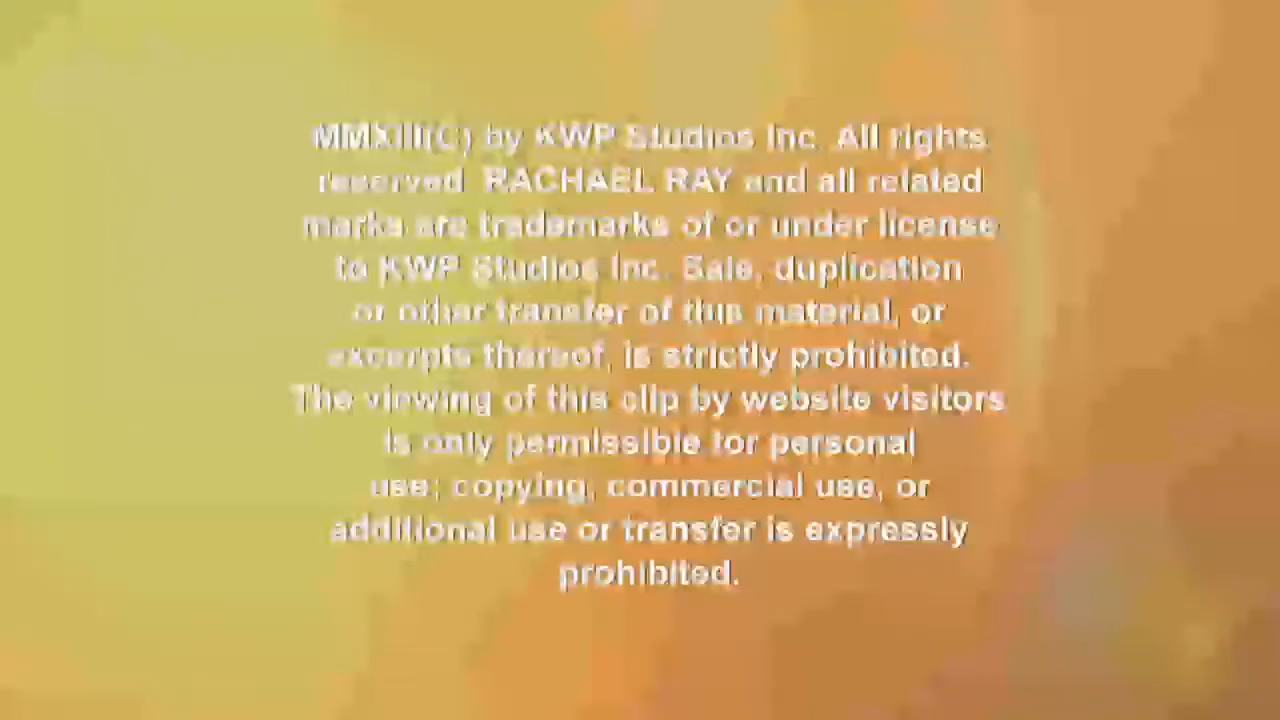 MMXIII(C) by KWP Studios Inc. All rights
reserved. RACHAEL RAY and all related
marks are trademarks of or under license
to KWP Studios Inc. Sale, duplication
or other transfer of this material, or
excerpts thereof, is strictly prohibited.
The viewing of this clip by website visitors
is only permissible for personal
use; copying, commercial use, or
additional use or transfer is expressly
prohibited.